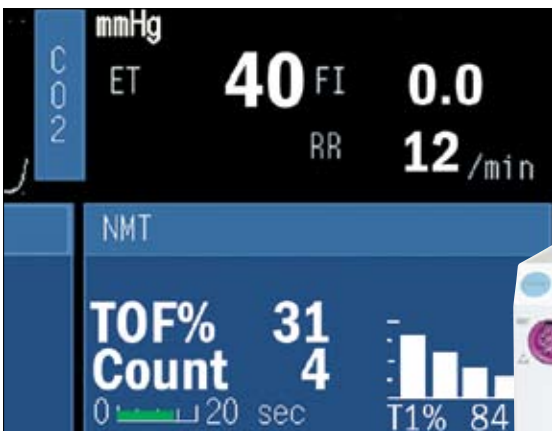 mmHg
CO2
ET 40 FI 0.0
RR 12 /min
NMT
TOF% 31
Count 4
0 20 sec
T1% 84